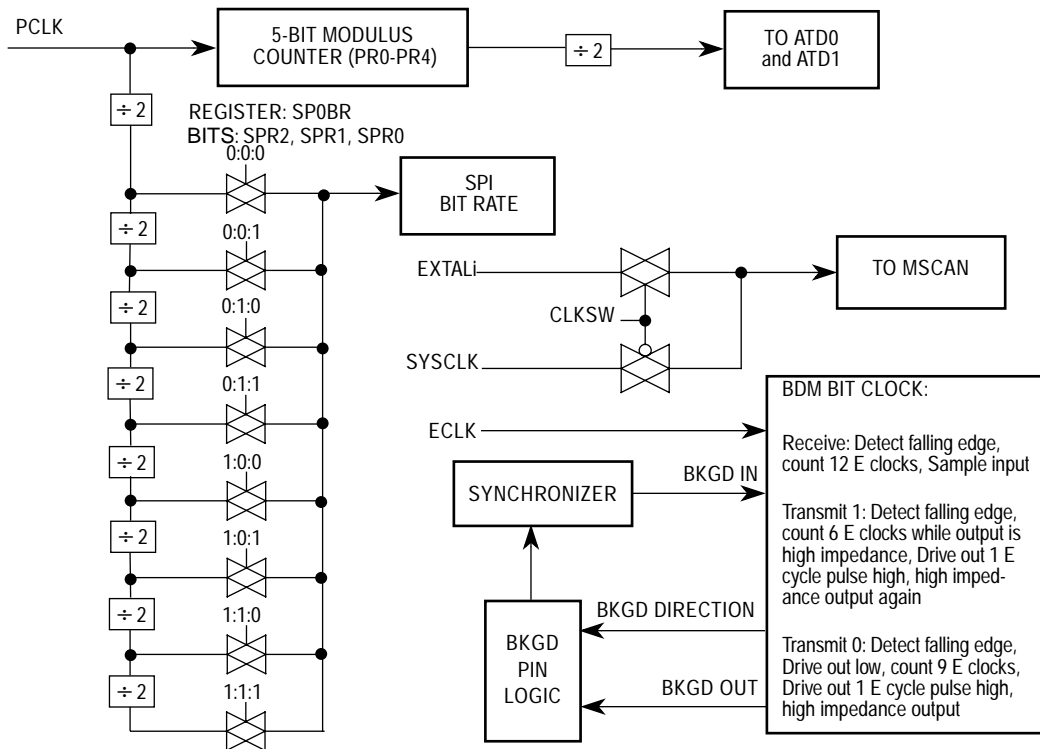 PCLK
5-BIT MODULUS
COUNTER (PR0-PR4)
÷ 2
TO ATD0
and ATD1
÷ 2
REGISTER: SP0BR
BITS: SPR2, SPR1, SPR0
0:0:0
SPI
BIT RATE
÷ 2
0:0:1
÷ 2
0:1:0
÷ 2
0:1:1
÷ 2
1:0:0
÷ 2
1:0:1
÷ 2
1:1:0
÷ 2
1:1:1
EXTALi
CLKSW
SYSCLK
TO MSCAN
ECLK
BKGD IN
SYNCHRONIZER
BKGD DIRECTION
BKGD
PIN
LOGIC
BKGD OUT
BDM BIT CLOCK:
Receive: Detect falling edge,
count 12 E clocks, Sample input
Transmit 1: Detect falling edge,
count 6 E clocks while output is
high impedance, Drive out 1 E
cycle pulse high, high imped-
ance output again
Transmit 0: Detect falling edge,
Drive out low, count 9 E clocks,
Drive out 1 E cycle pulse high,
high impedance output